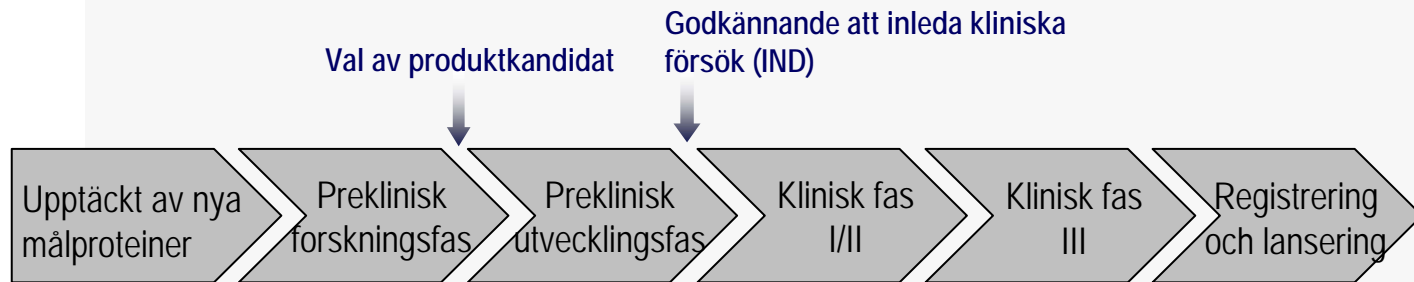 Val av produktkandidat
Godkännande att inleda kliniska
försök (IND)
Upptäckt av nya
målproteiner
Preklinisk
forskningsfas
Preklinisk
utvecklingsfas
Klinisk fas
I/II
Klinisk fas
III
Registrering
och lansering